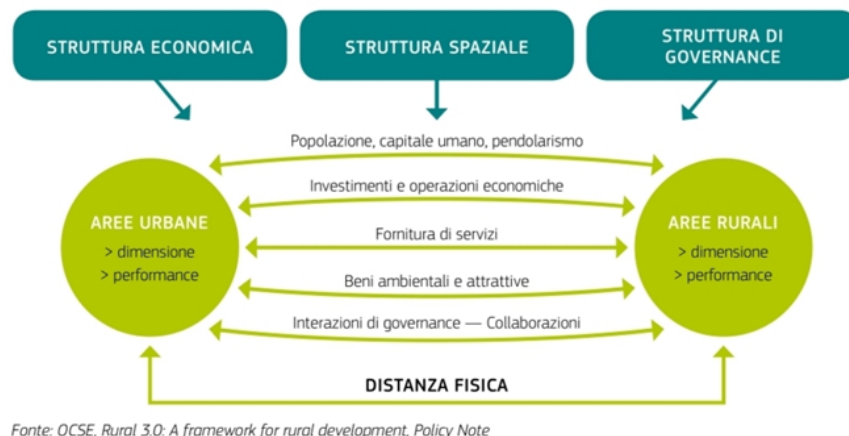 STRUTTURA ECONOMICA
STRUTTURA SPAZIALE
STRUTTURA DI
GOVERNANCE
Popolazione, capitale umano, pendolarismo
Investimenti e operazioni economiche
AREE URBANE
> dimensione
> performance
Fornitura di servizi
AREE RURALI
> dimensione
> performance
Beni ambientali e attrattive
Interazioni di governance — Collaborazioni
DISTANZA FISICA
Fonte: OCSE, Rural 3.0: A framework for rural development, Policy Note